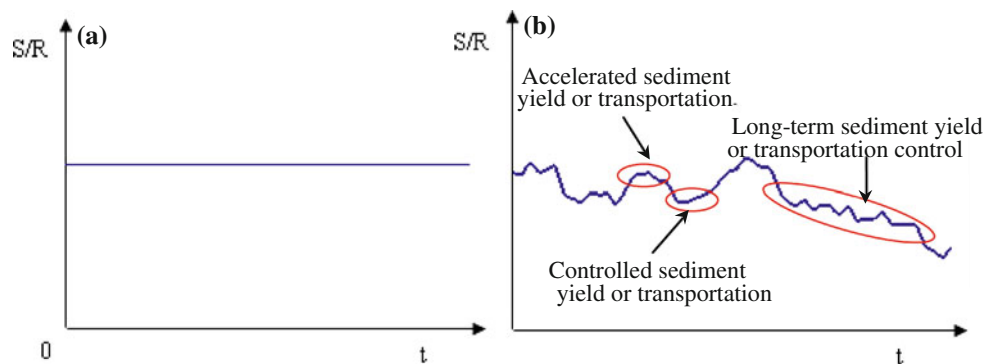 (a)
S/R
0
t
(b)
S/R
Accelerated sediment
yield or transportation
Long-term sediment yield
or transportation control
Controlled sediment
yield or transportation
t